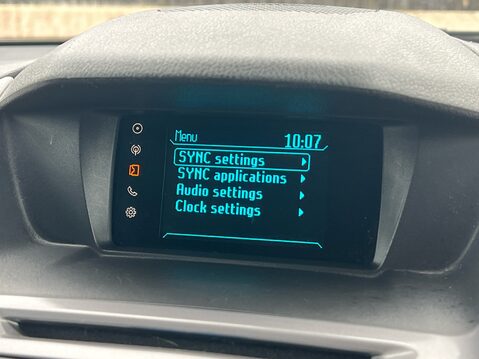 Menu 10:07
SYNC settings
SYNC applications
Audio settings
Clock settings